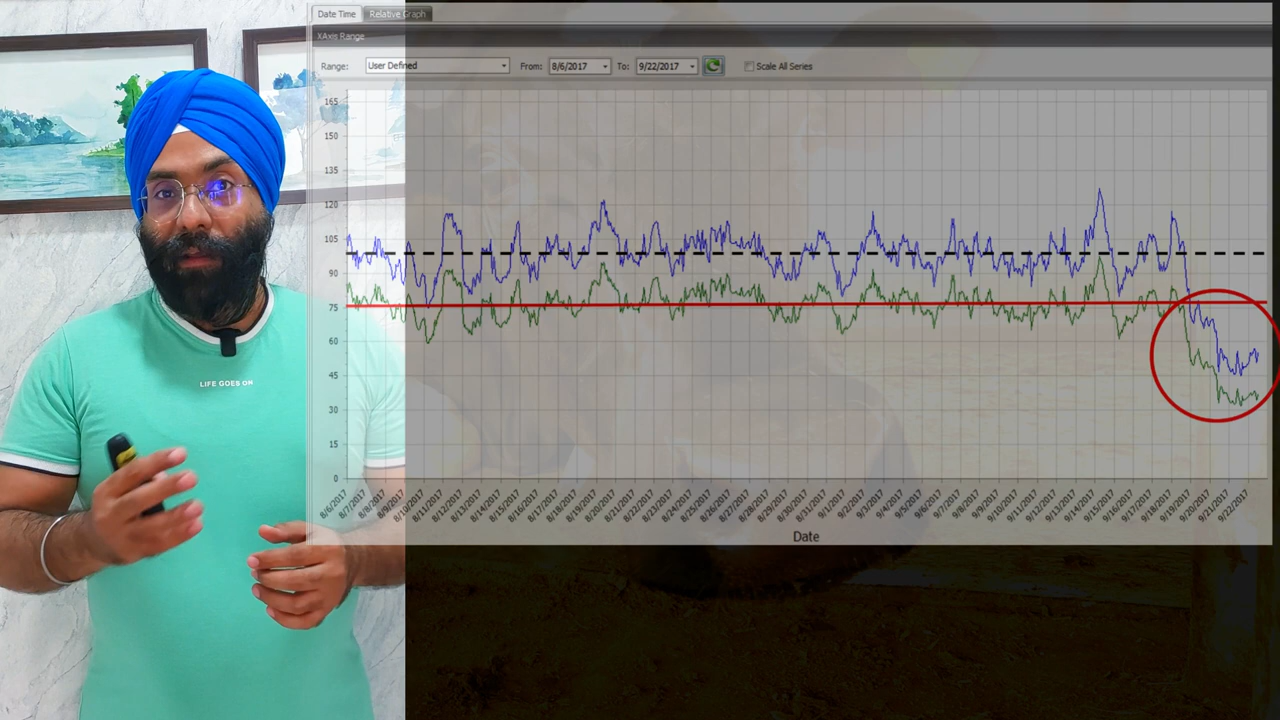 Date Time Relative Graph
XAxis Range
Range: User Defined From: 8/6/2017 To: 9/22/2017 Scale All Series
165
150
135
120
105
90
75
60
45
30
15
0
8/6/2017 8/7/2017 8/8/2017 8/9/2017 8/10/2017 8/11/2017 8/12/2017 8/13/2017 8/14/2017 8/15/2017 8/16/2017 8/17/2017 8/18/2017 8/19/2017 8/20/2017 8/21/2017 8/22/2017 8/23/2017 8/24/2017 8/25/2017 8/26/2017 8/27/2017 8/28/2017 8/29/2017 8/31/2017 9/1/2017 9/2/2017 9/3/2017 9/4/2017 9/5/2017 9/6/2017 9/7/2017 9/8/2017 9/9/2017 9/10/2017 9/11/2017 9/12/2017 9/13/2017 9/14/2017 9/15/2017 9/16/2017 9/17/2017 9/18/2017 9/19/2017 9/20/2017 9/21/2017 9/22/2017
Date
LIFE GOES ON